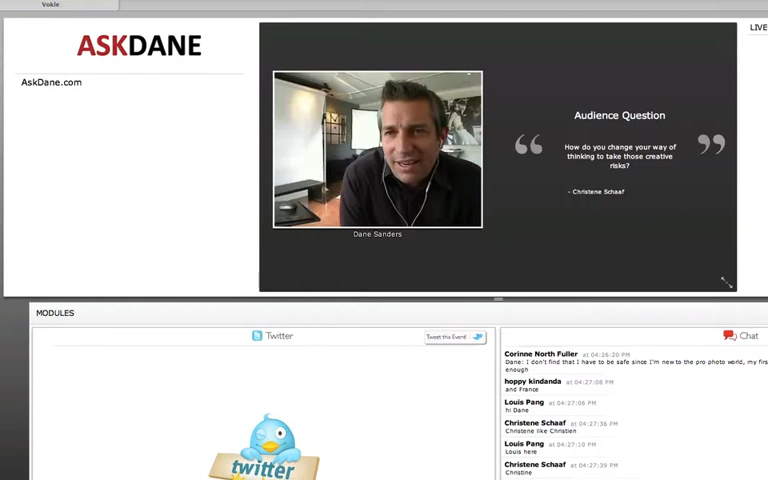 Vokle
LIVE
ASKDANE
AskDane.com
Audience Question
“ How do you change your way of ”
thinking to take those creative
risks?
- Christene Schaaf
Dane Sanders
MODULES
Twitter
Tweet this Event!
Chat
Corinne North Fuller at 04:26:20 PM
Dane: I don't find that I have to be safe since I'm new to the pro photo world, my firs
enough
hoppy kindanda at 04:27:08 PM
and France
Louis Pang at 04:27:06 PM
hi Dane
Christene Schaaf at 04:27:36 PM
Christene like Christien
Louis Pang at 04:27:10 PM
Louis here
Christene Schaaf at 04:27:39 PM
Christine
twitter